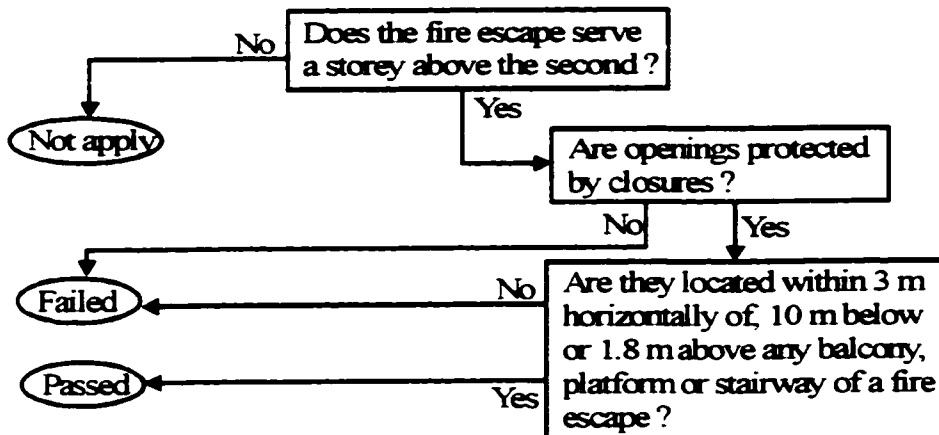 Does the fire escape serve
a storey above the second ?
No
Yes
Not apply
Are openings protected
by closures ?
No
Yes
Failed
No
Are they located within 3 m
horizontally of, 10 m below
or 1.8 m above any balcony,
platform or stairway of a fire
escape ?
Passed
Yes